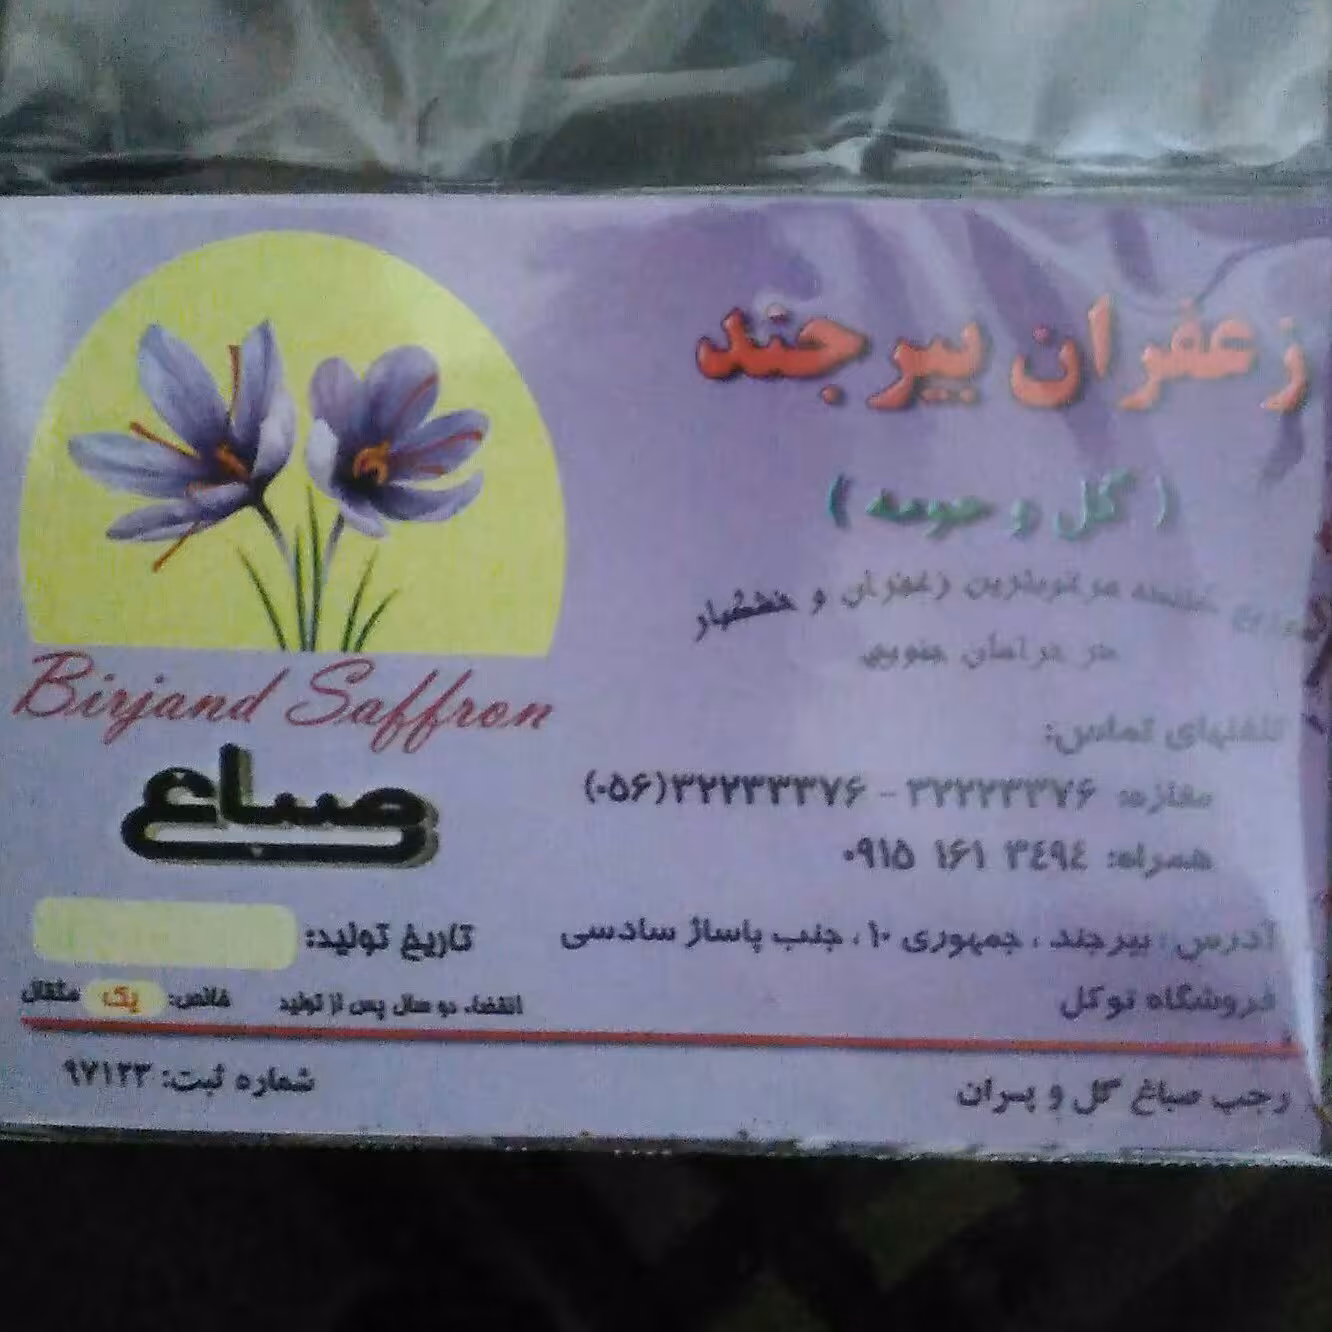 زعفران بیرجند
( گل و حومه )
عرضه کننده مرغوبترین زعفران و خشکبار
در خراسان جنوبی
تلفنهای تماس:
مغازه: ۳۲۲۲۳۳۷۶ - ۳۲۲۳۳۳۷۶(۰۵۶)
همراه: ۳۴۹۴ ۱۶۱ ۰۹۱۵
آدرس : بیرجند ، جمهوری ۱۰ ، جنب پاساژ سادسی
فروشگاه توکل
رجب صباغ گل و پسران
Birjand Saffron
صباغ
تاریخ تولید:
انقضاء دو سال پس از تولید
خالص: یک مثقال
شماره ثبت: ۹۷۱۲۳